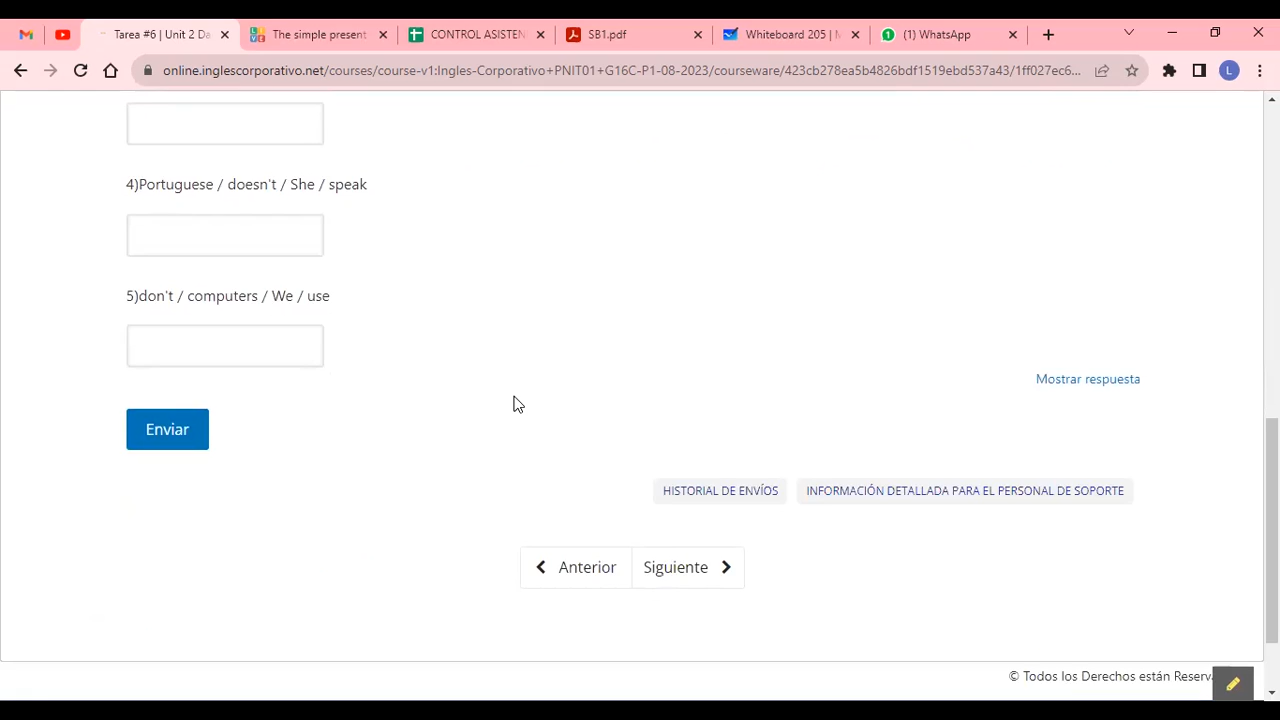 Tarea #6 | Unit 2 Da
The simple present
CONTROL ASISTEN
SB1.pdf
Whiteboard 205 | M
(1) WhatsApp
online.inglescorporativo.net/courses/course-v1:Ingles-Corporativo+PNIT01+G16C-P1-08-2023/courseware/423cb278ea5b4826bdf1519ebd537a43/1ff027ec6...
L
4)Portuguese / doesn't / She / speak
5)don't / computers / We / use
Mostrar respuesta
Enviar
HISTORIAL DE ENVÍOS
INFORMACIÓN DETALLADA PARA EL PERSONAL DE SOPORTE
Anterior
Siguiente
© Todos los Derechos están Reserv